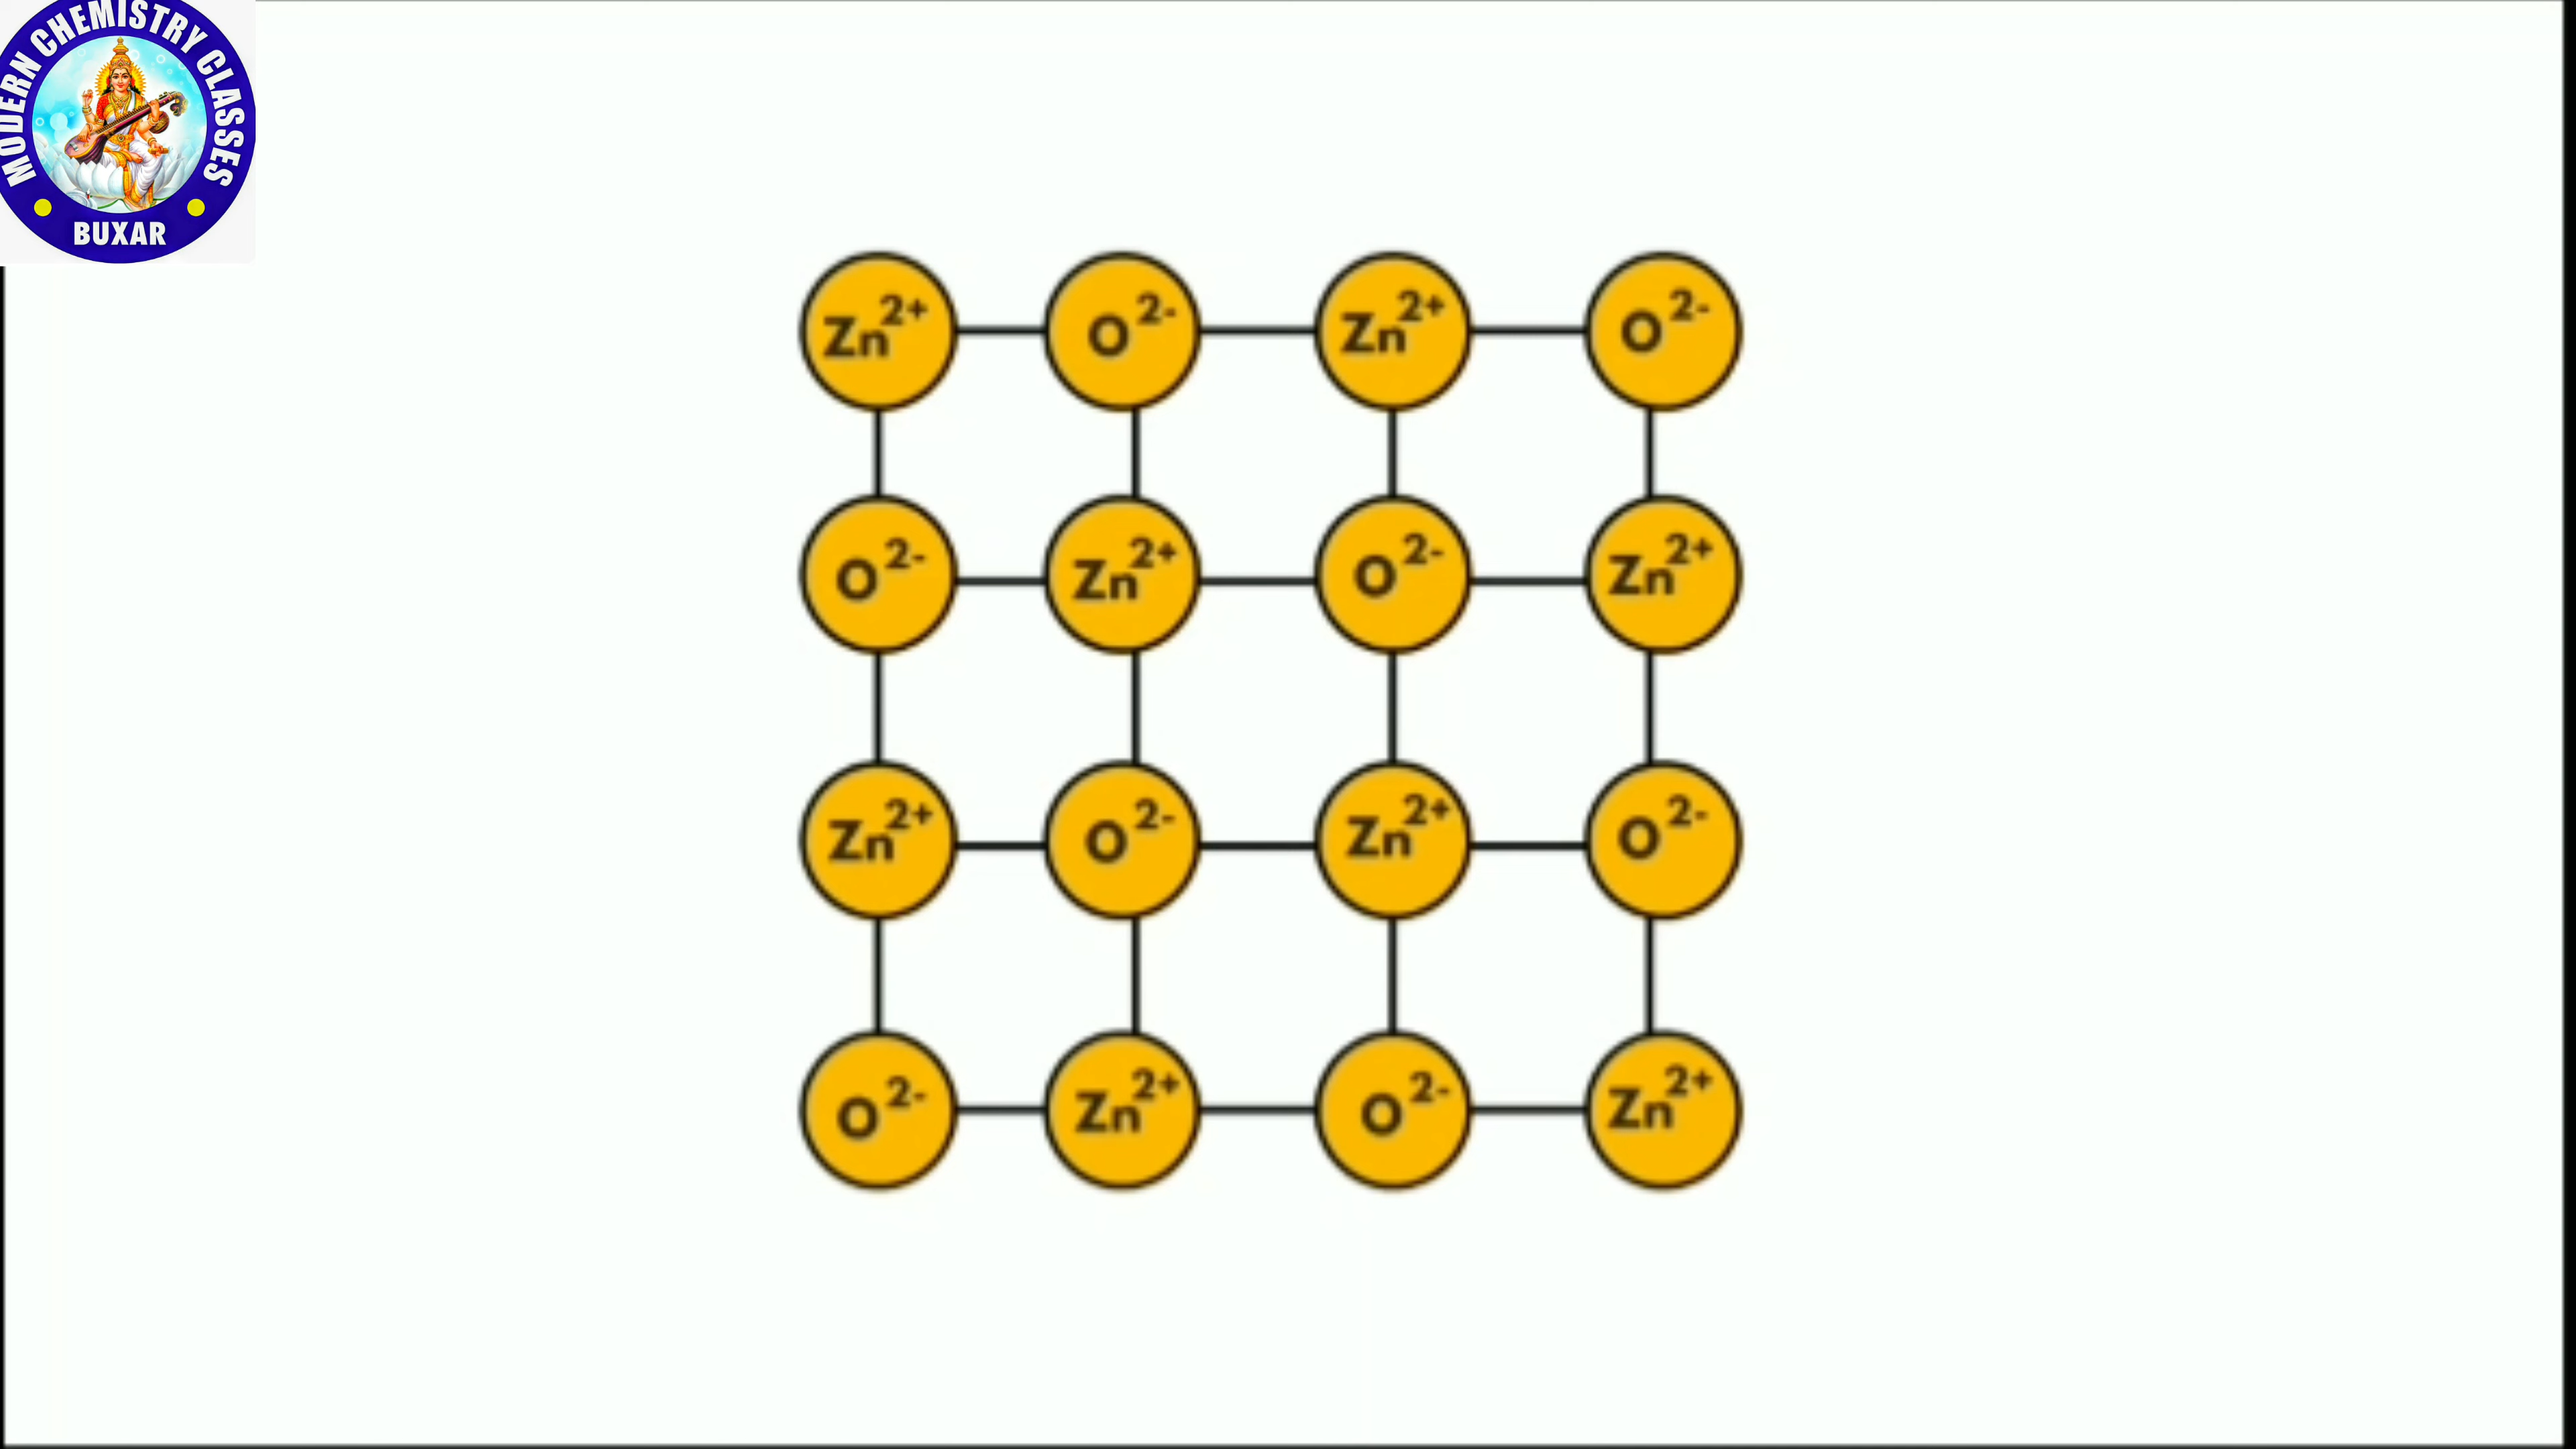 MODERN CHEMISTRY CLASSES
BUXAR
Zn2+ O2- Zn2+ O2-
O2- Zn2+ O2- Zn2+
Zn2+ O2- Zn2+ O2-
O2- Zn2+ O2- Zn2+